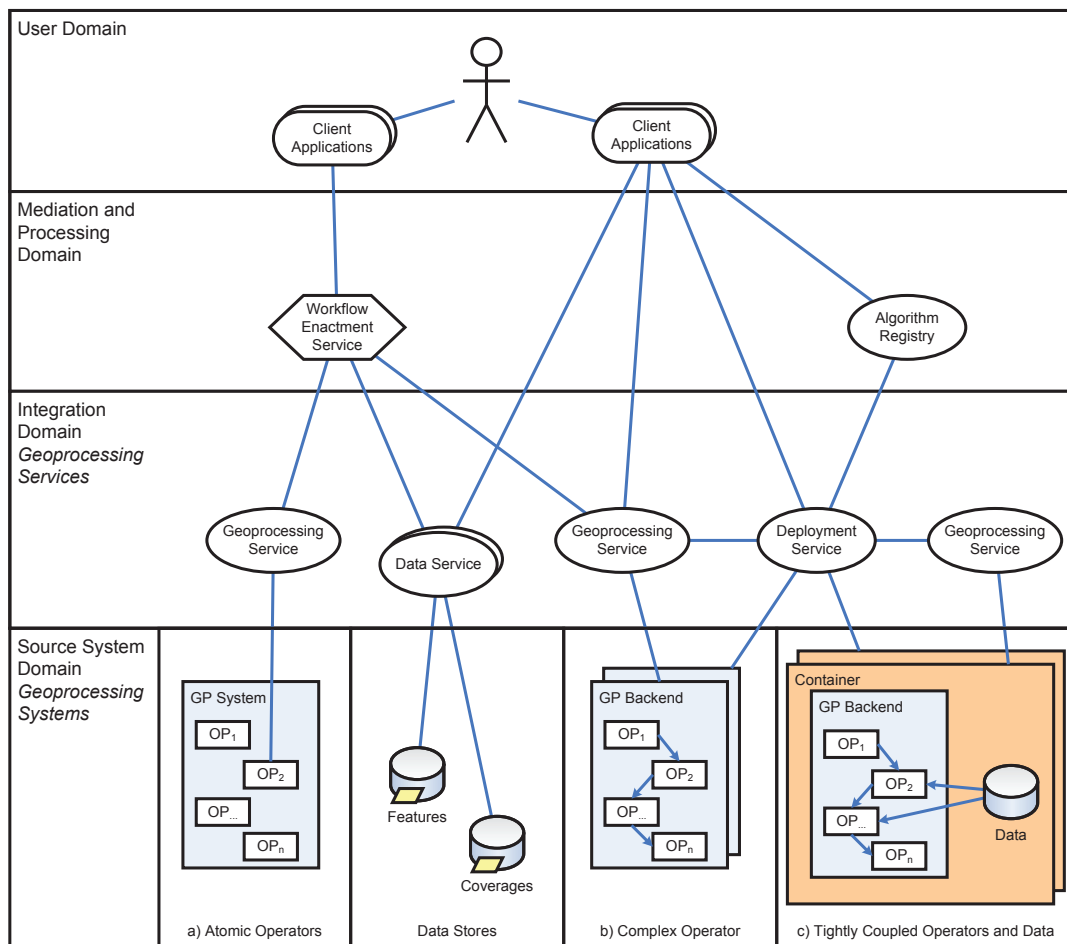 User Domain
Client
Applications
Client
Applications
Mediation and
Processing
Domain
Workflow
Enactment
Service
Algorithm
Registry
Integration
Domain
Geoprocessing
Services
Geoprocessing
Service
Data Service
Geoprocessing
Service
Deployment
Service
Geoprocessing
Service
Source System
Domain
Geoprocessing
Systems
GP System
OP₁
OP₂
OP...
OPₙ
a) Atomic Operators
Features
Coverages
Data Stores
GP Backend
OP₁
OP₂
OP...
OPₙ
b) Complex Operator
Container
GP Backend
OP₁
OP₂
OP...
OPₙ
Data
c) Tightly Coupled Operators and Data